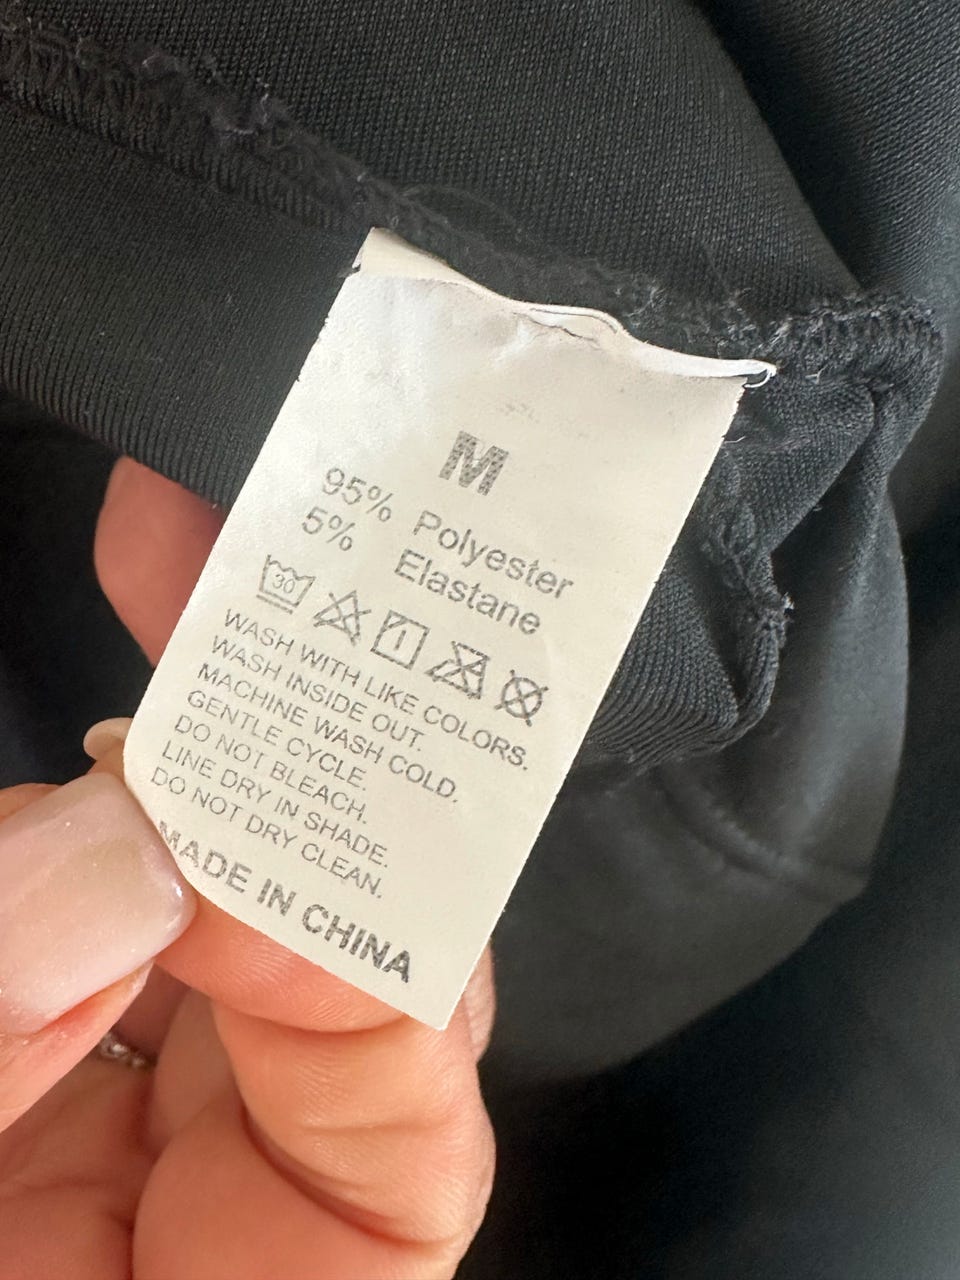 M
95% Polyester
5% Elastane
30
WASH WITH LIKE COLORS.
WASH INSIDE OUT.
MACHINE WASH COLD.
GENTLE CYCLE.
DO NOT BLEACH.
LINE DRY IN SHADE.
DO NOT DRY CLEAN.
MADE IN CHINA